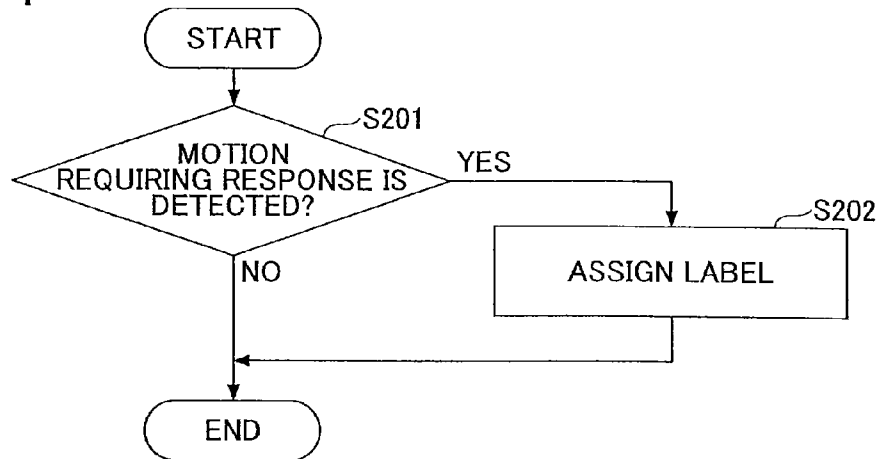 START
S201
MOTION
REQUIRING RESPONSE IS
DETECTED?
YES
S202
ASSIGN LABEL
NO
END